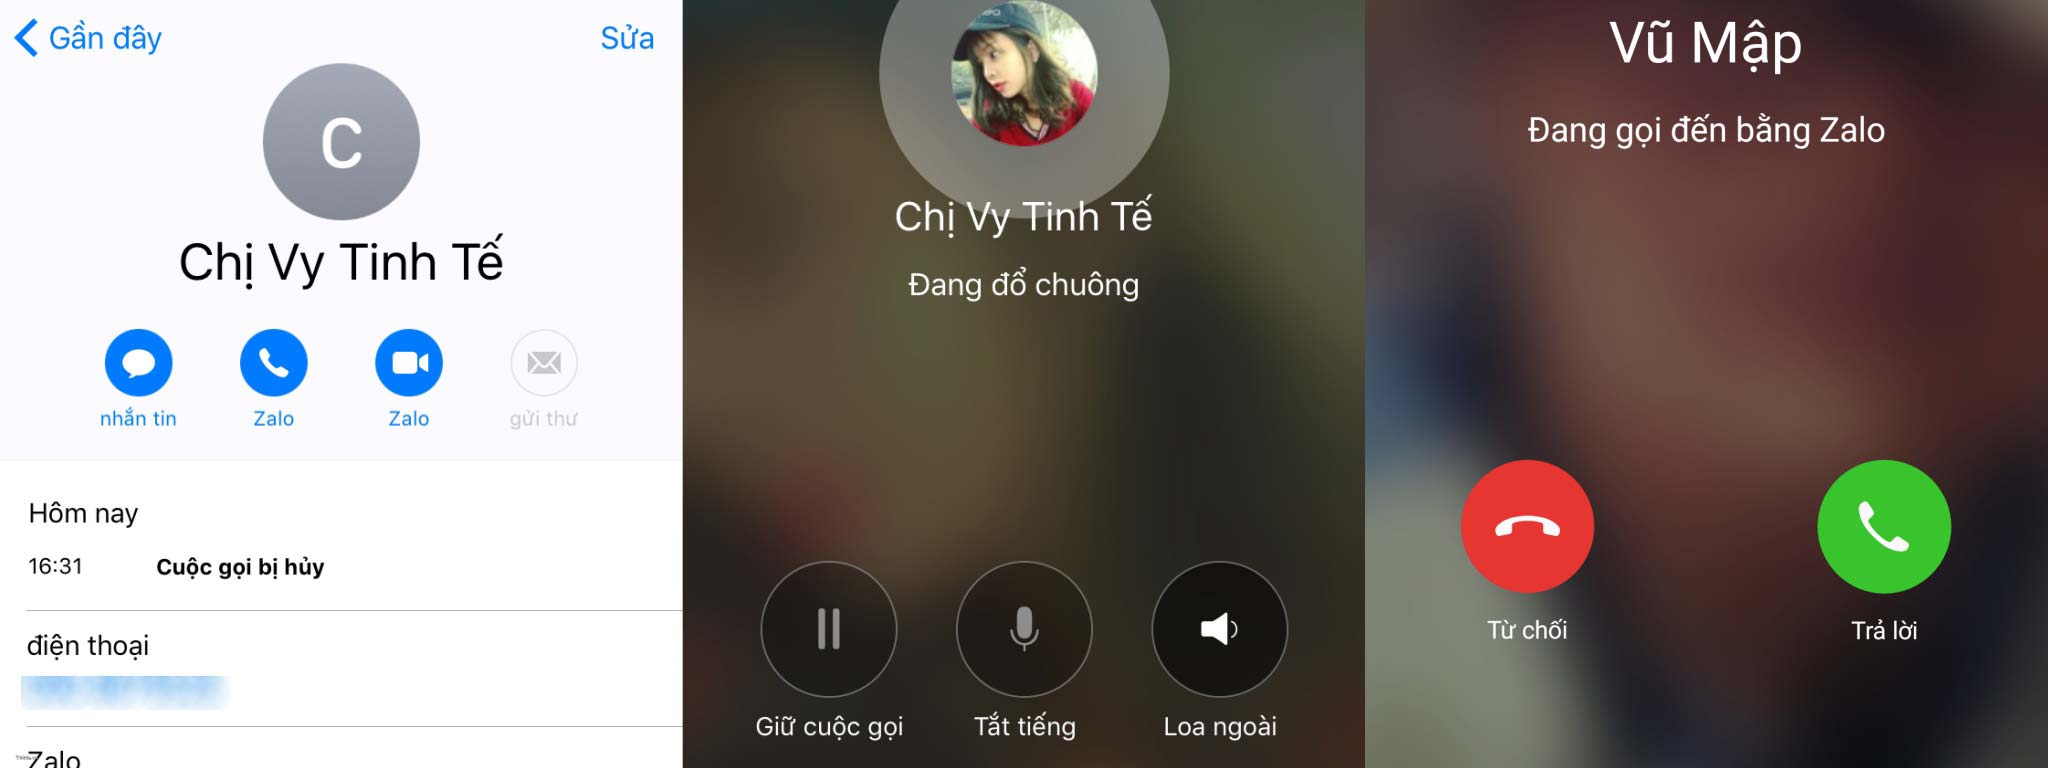 Gần đây
Sửa
C
Chị Vy Tinh Tế
nhắn tin
Zalo
Zalo
gửi thư
Hôm nay
16:31 Cuộc gọi bị hủy
điện thoại
Zalo
Chị Vy Tinh Tế
Đang đổ chuông
Giữ cuộc gọi
Tắt tiếng
Loa ngoài
Vũ Mập
Đang gọi đến bằng Zalo
Từ chối
Trả lời